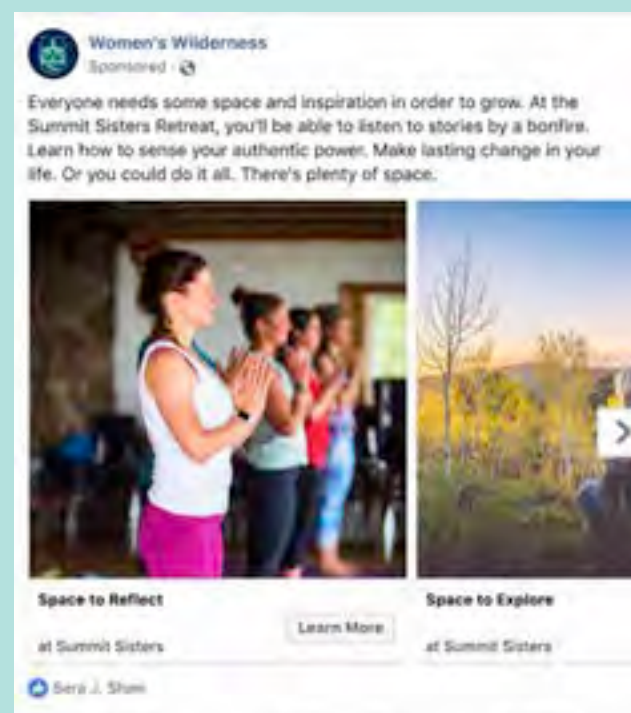 Women's Wilderness
Sponsored ·
Everyone needs some space and inspiration in order to grow. At the
Summit Sisters Retreat, you'll be able to listen to stories by a bonfire.
Learn how to sense your authentic power. Make lasting change in your
life. Or you could do it all. There's plenty of space.
Space to Reflect
Learn More
at Summit Sisters
Space to Explore
at Summit Sisters
Sera J. Shaw